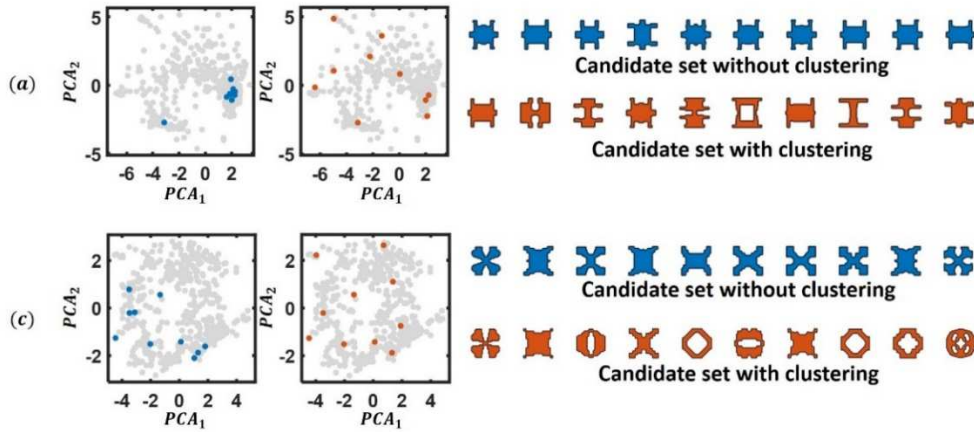 5
5
(a)
PCA₂
0
PCA₂
0
Candidate set without clustering
-5
-5
Candidate set with clustering
-6 -4 -2 0 2
-6 -4 -2 0 2
PCA₁
PCA₁
2
2
(c)
PCA₂
0
PCA₂
0
Candidate set without clustering
-2
-2
Candidate set with clustering
-4 -2 0 2 4
-4 -2 0 2 4
PCA₁
PCA₁